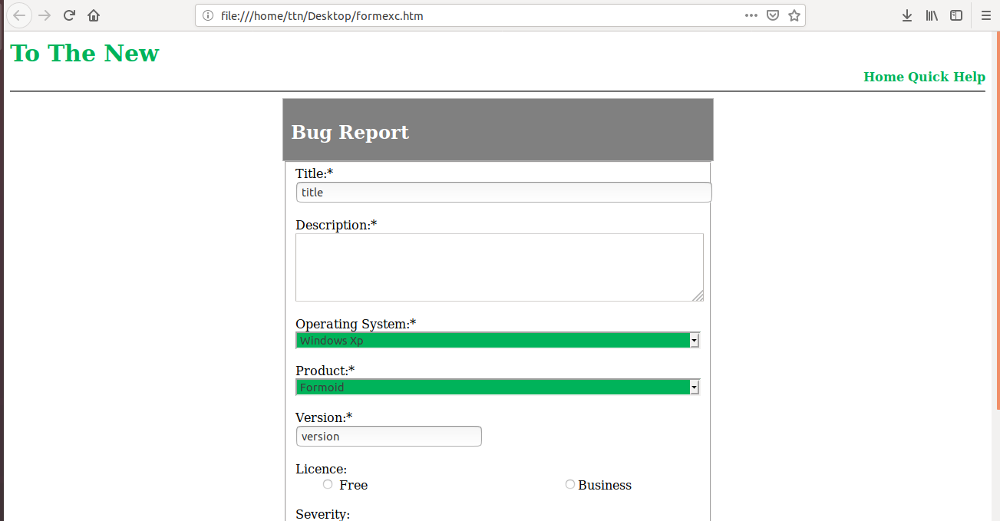 file:///home/ttn/Desktop/formexc.htm
To The New
Home Quick Help
Bug Report
Title:*
title
Description:*
Operating System:*
Windows Xp
Product:*
Formoid
Version:*
version
Licence:
Free Business
Severity: